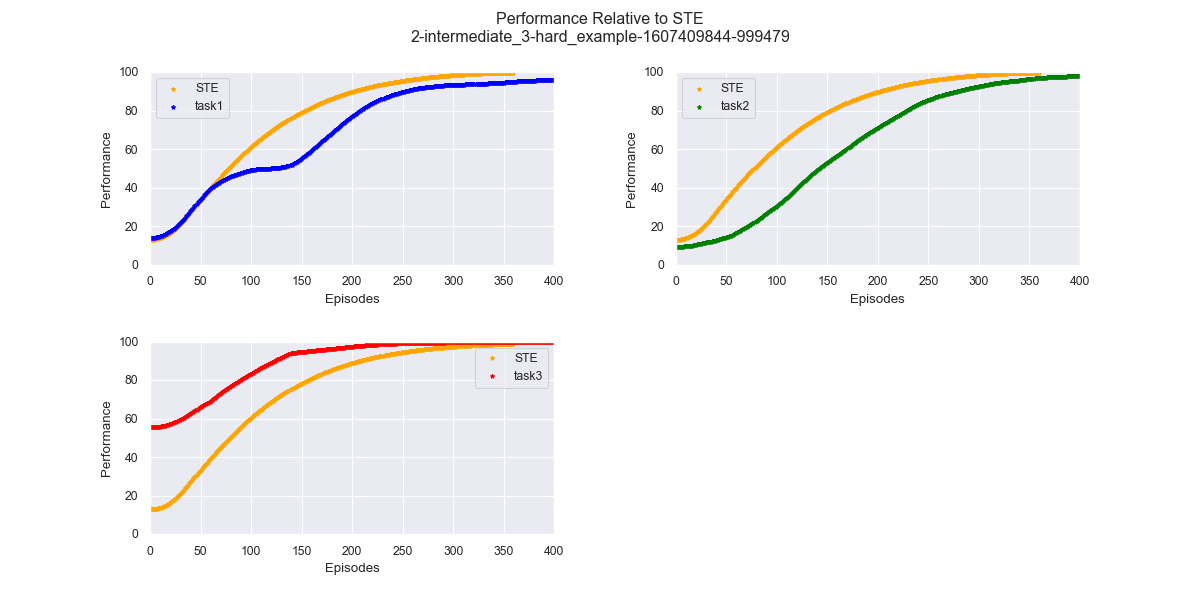 Performance Relative to STE
2-intermediate_3-hard_example-1607409844-999479
100
80
60
40
20
0
Performance
STE
task1
0 50 100 150 200 250 300 350 400
Episodes
100
80
60
40
20
0
Performance
STE
task2
0 50 100 150 200 250 300 350 400
Episodes
100
80
60
40
20
0
Performance
STE
task3
0 50 100 150 200 250 300 350 400
Episodes